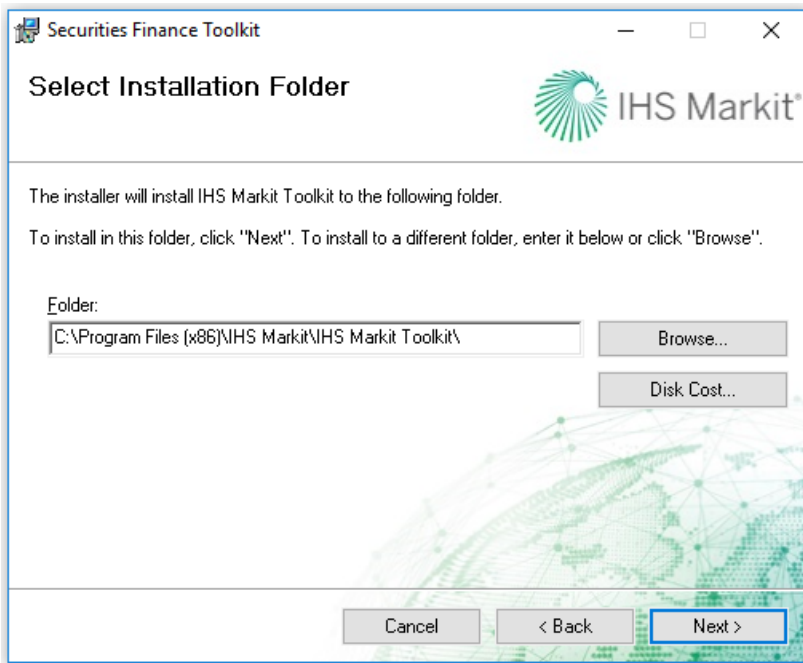 Securities Finance Toolkit
Select Installation Folder
IHS Markit®
The installer will install IHS Markit Toolkit to the following folder.
To install in this folder, click "Next". To install to a different folder, enter it below or click "Browse".
Folder:
C:\Program Files (x86)\IHS Markit\IHS Markit Toolkit\
Browse...
Disk Cost...
Cancel
< Back
Next >